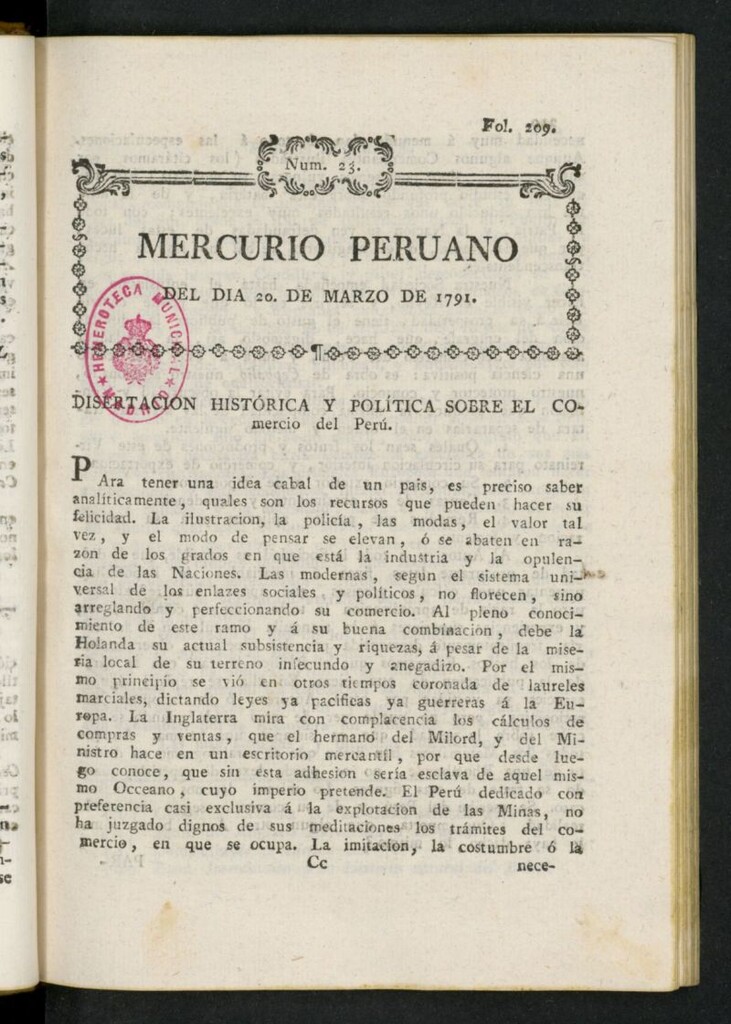 Fol. 209.
Num. 23.
MERCURIO PERUANO
DEL DIA 20. DE MARZO DE 1791.
HEMEROTECA MUNICIPAL
MADRID
DISERTACION HISTÓRICA Y POLÍTICA SOBRE EL CO-
mercio del Perú.
PAra tener una idea cabal de un país, es preciso saber
analíticamente, quales son los recursos que pueden hacer su
felicidad. La ilustracion, la policía, las modas, el valor tal
vez, y el modo de pensar se elevan, ó se abaten en ra-
zon de los grados en que está la industria y la opulen-
cia de las Naciones. Las modernas, segun el sistema uni-
versal de los enlazes sociales y políticos, no florecen, sino
arreglando y perfeccionando su comercio. Al pleno conoci-
miento de este ramo y á su buena combinacion, debe la
Holanda su actual subsistencia y riquezas, á pesar de la mise-
ria local de su terreno infecundo y anegadizo. Por el mis-
mo principio se vió en otros tiempos coronada de laureles
marciales, dictando leyes ya pacificas ya guerreras á la Eu-
ropa. La Inglaterra mira con complacencia los cálculos de
compras y ventas, que el hermano del Milord, y del Mi-
nistro hace en un escritorio mercantíl, por que desde lue-
go conoce, que sin esta adhesion sería esclava de aquel mis-
mo Occeano, cuyo imperio pretende. El Perú dedicado con
preferencia casi exclusiva á la explotacion de las Minas, no
ha juzgado dignos de sus meditaciones los trámites del co-
mercio, en que se ocupa. La imitacion, la costumbre ó la
Cc nece-